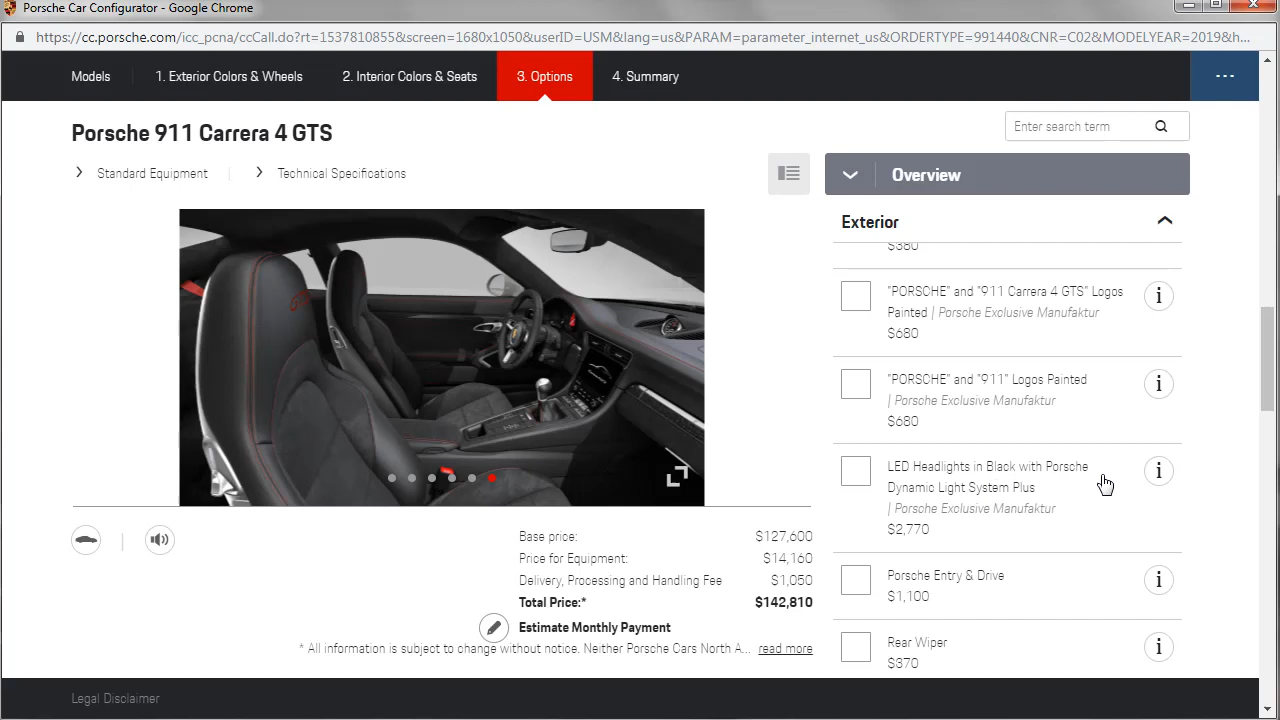 Porsche Car Configurator - Google Chrome
https://cc.porsche.com/icc_pcna/ccCall.do?rt=1537810855&screen=1680x1050&userID=USM&lang=us&PARAM=parameter_internet_us&ORDERTYPE=991440&CNR=C02&MODELYEAR=2019&h...
Models 1. Exterior Colors & Wheels 2. Interior Colors & Seats 3. Options 4. Summary ...
Porsche 911 Carrera 4 GTS
Enter search term
Standard Equipment Technical Specifications
Overview
Exterior
$380
"PORSCHE" and "911 Carrera 4 GTS" Logos
Painted | Porsche Exclusive Manufaktur
$680
"PORSCHE" and "911" Logos Painted
| Porsche Exclusive Manufaktur
$680
LED Headlights in Black with Porsche
Dynamic Light System Plus
| Porsche Exclusive Manufaktur
$2,770
Porsche Entry & Drive
$1,100
Rear Wiper
$370
Base price: $127,600
Price for Equipment: $14,160
Delivery, Processing and Handling Fee $1,050
Total Price:* $142,810
Estimate Monthly Payment
* All information is subject to change without notice. Neither Porsche Cars North A... read more
Legal Disclaimer